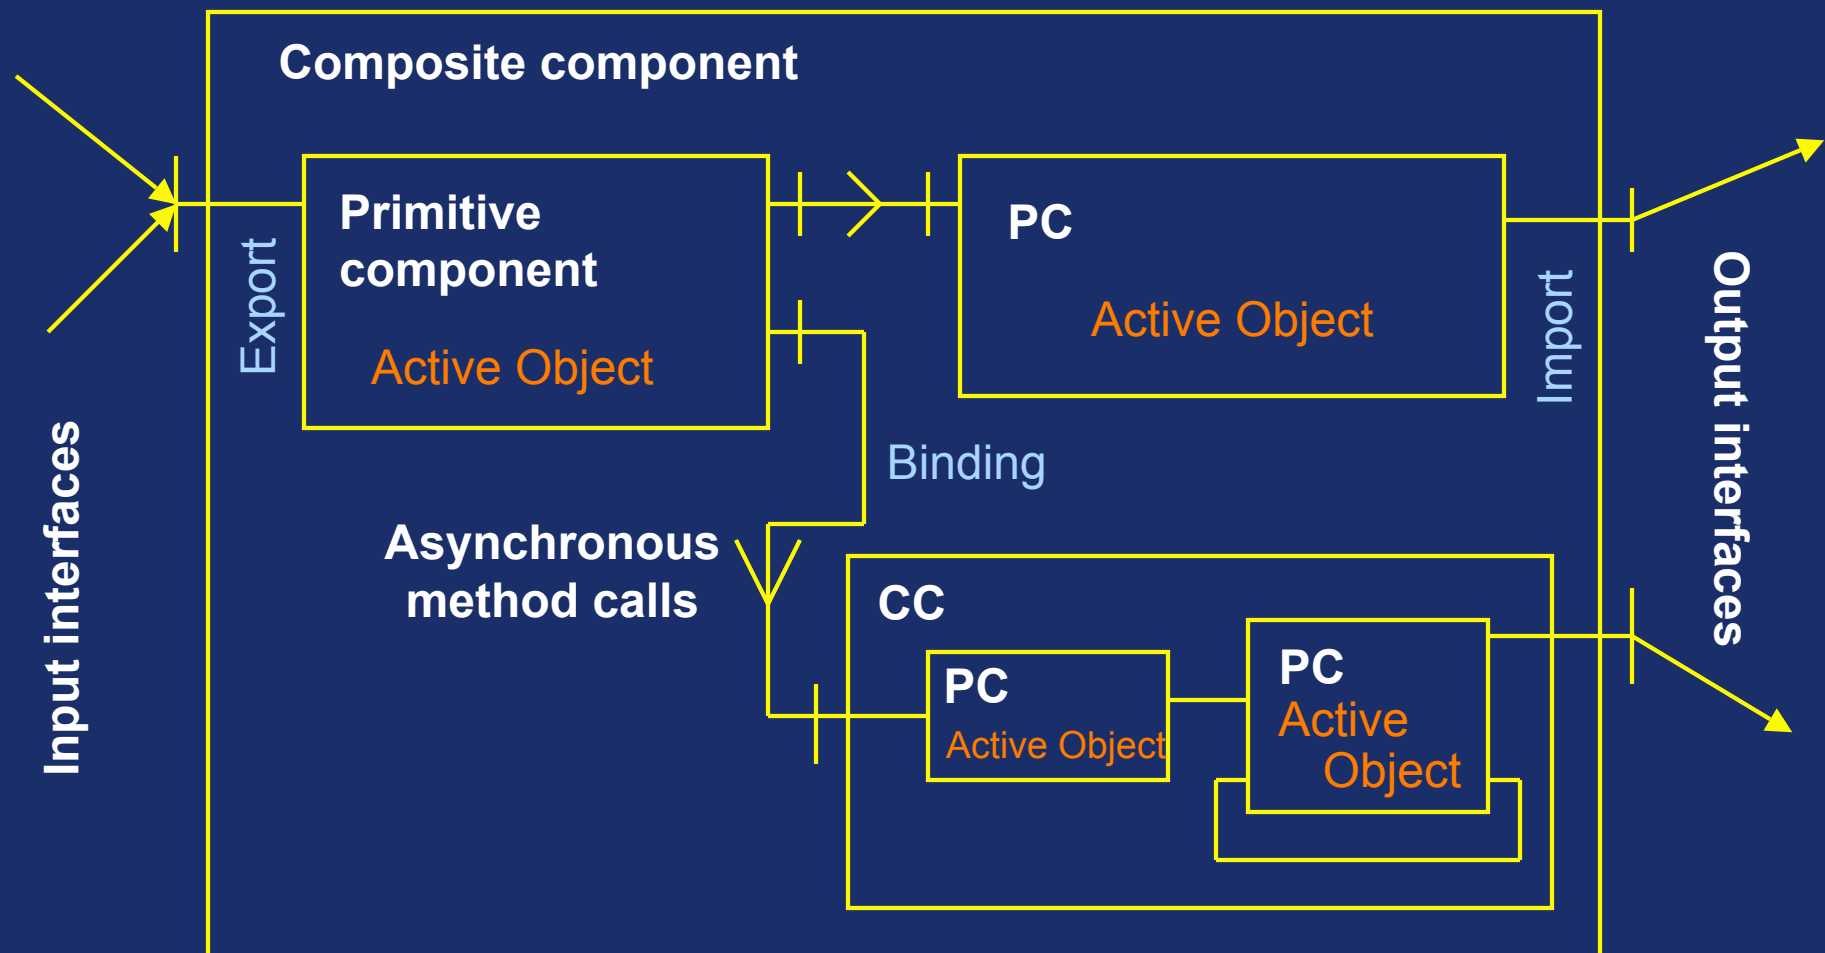 Composite component
Primitive
component
Active Object
Export
PC
Active Object
Import
Output interfaces
Input interfaces
Binding
Asynchronous
method calls
CC
PC
Active Object
PC
Active
Object